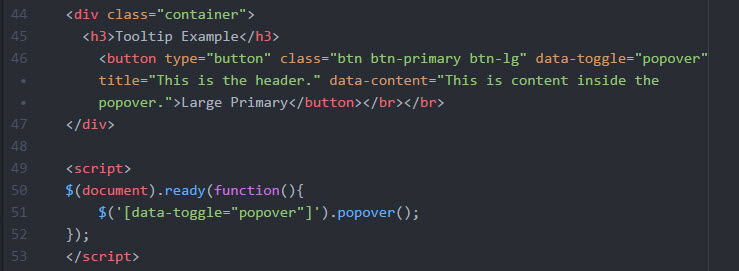 44 <div class="container">
45 <h3>Tooltip Example</h3>
46 <button type="button" class="btn btn-primary btn-lg" data-toggle="popover"
• title="This is the header." data-content="This is content inside the
• popover.">Large Primary</button></br></br>
47 </div>
48
49 <script>
50 $(document).ready(function(){
51 $('[data-toggle="popover"]').popover();
52 });
53 </script>